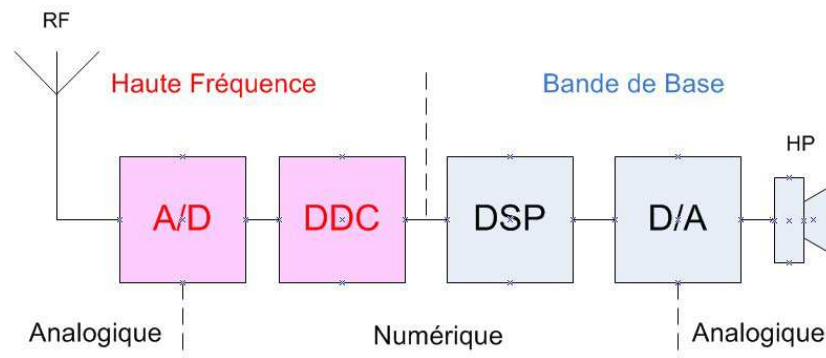 RF
Haute Fréquence
Bande de Base
HP
A/D
DDC
DSP
D/A
Analogique
Numérique
Analogique